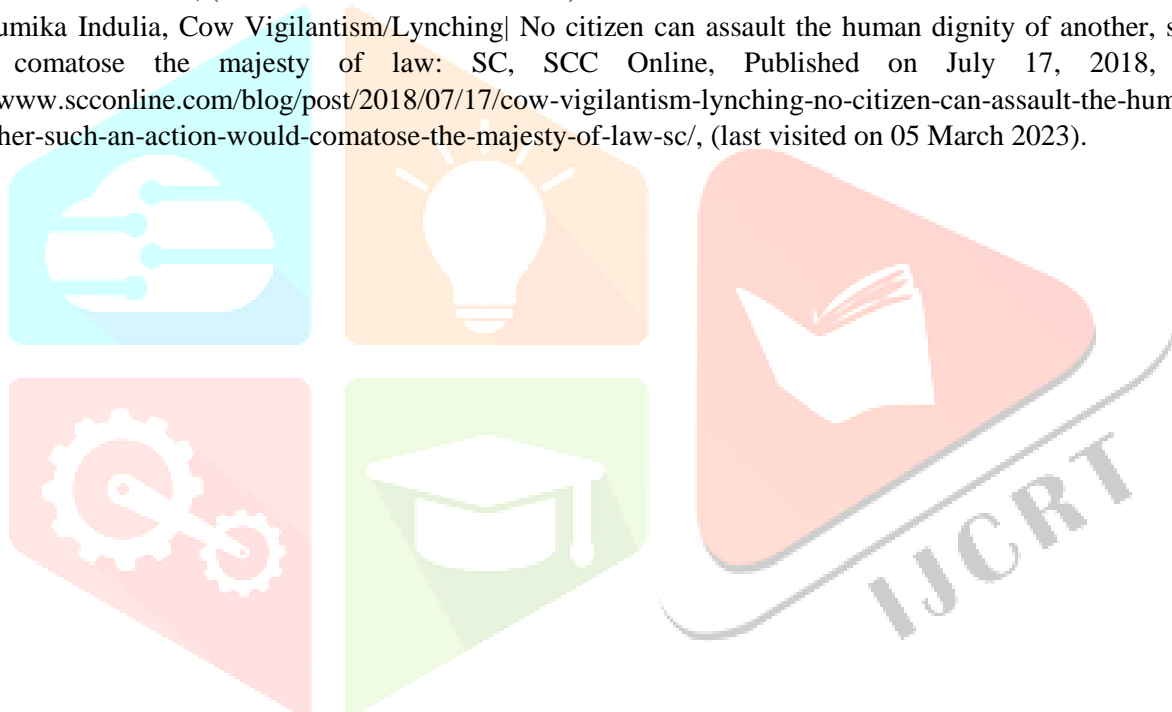 umika Indulia, Cow Vigilantism/Lynching| No citizen can assault the human dignity of another, s
comatose the majesty of law: SC, SCC Online, Published on July 17, 2018,
www.scconline.com/blog/post/2018/07/17/cow-vigilantism-lynching-no-citizen-can-assault-the-hum
her-such-an-action-would-comatose-the-majesty-of-law-sc/, (last visited on 05 March 2023).
IJCRT